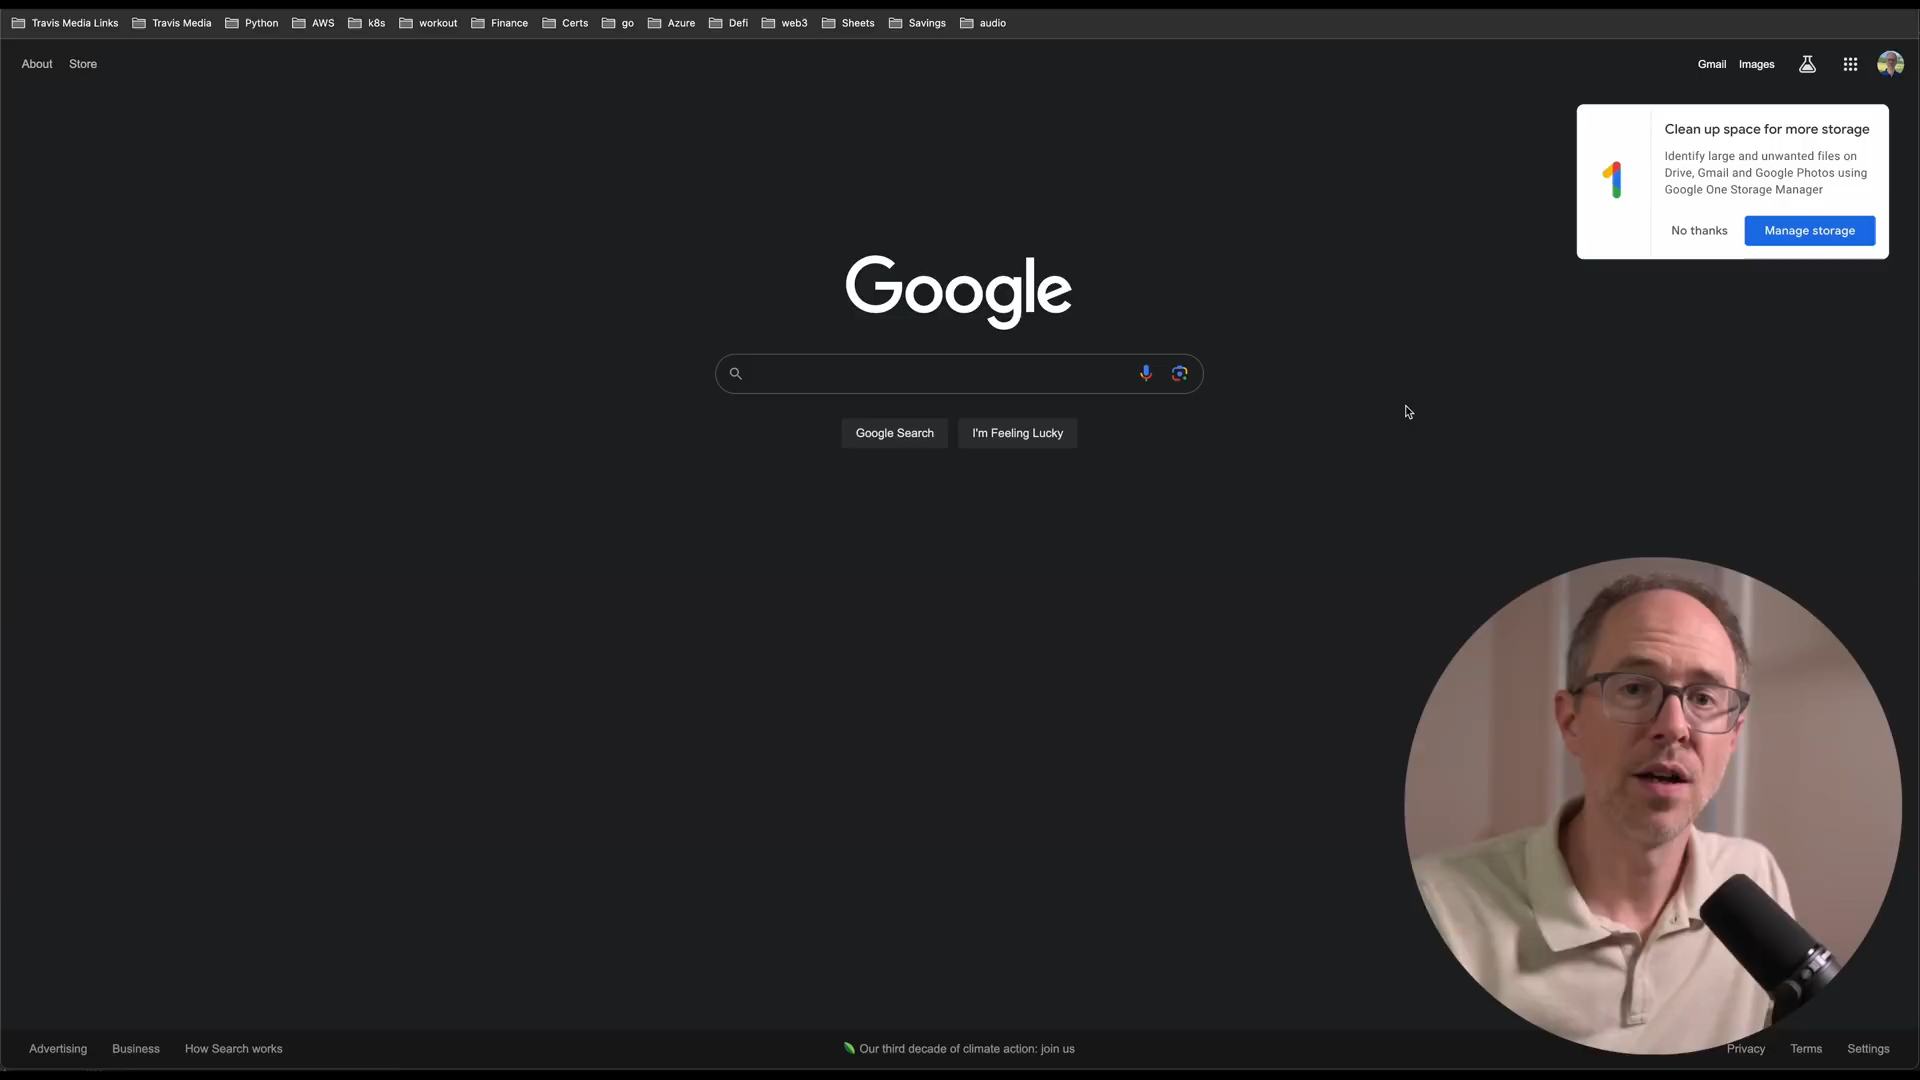 Travis Media Links Travis Media Python AWS k8s workout Finance Certs go Azure Defi web3 Sheets Savings audio
About Store Gmail Images
Clean up space for more storage
Identify large and unwanted files on
Drive, Gmail and Google Photos using
Google One Storage Manager
No thanks Manage storage
Google
Google Search I'm Feeling Lucky
Advertising Business How Search works Our third decade of climate action: join us Privacy Terms Settings